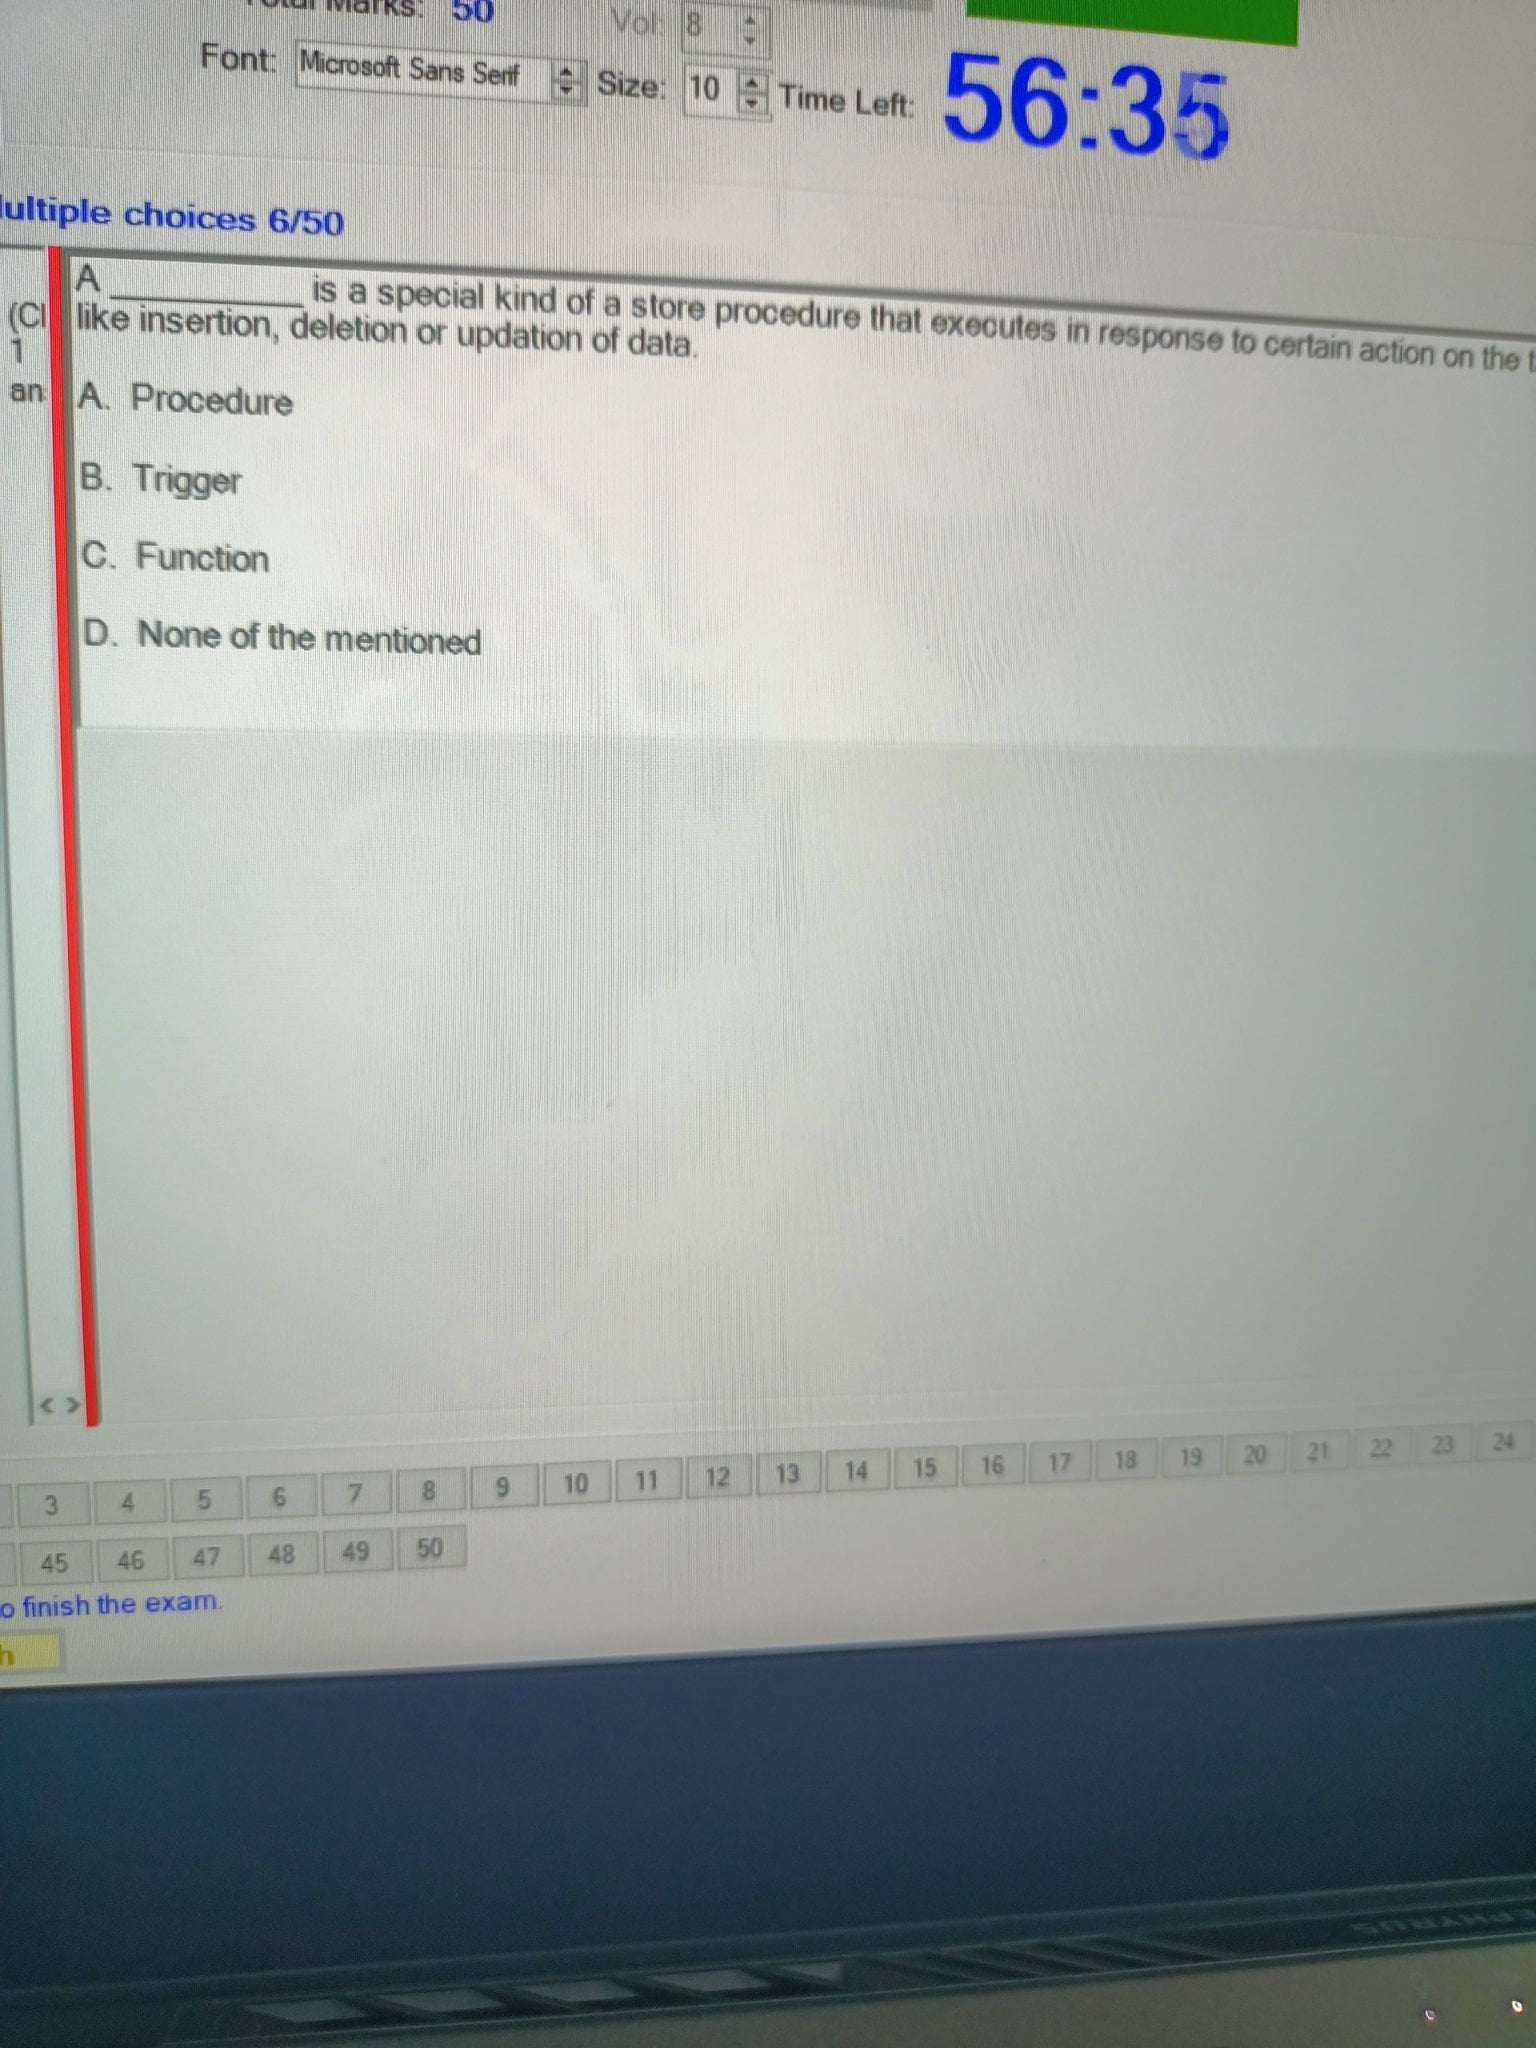 Total Marks: 50
Vol: 8
Font: Microsoft Sans Serif Size: 10 Time Left: 56:35
ultiple choices 6/50
(Cl
1
an
A __________ is a special kind of a store procedure that executes in response to certain action on the t
like insertion, deletion or updation of data.
A. Procedure
B. Trigger
C. Function
D. None of the mentioned
< >
3 4 5 6 7 8 9 10 11 12 13 14 15 16 17 18 19 20 21 22 23 24
45 46 47 48 49 50
o finish the exam.
h